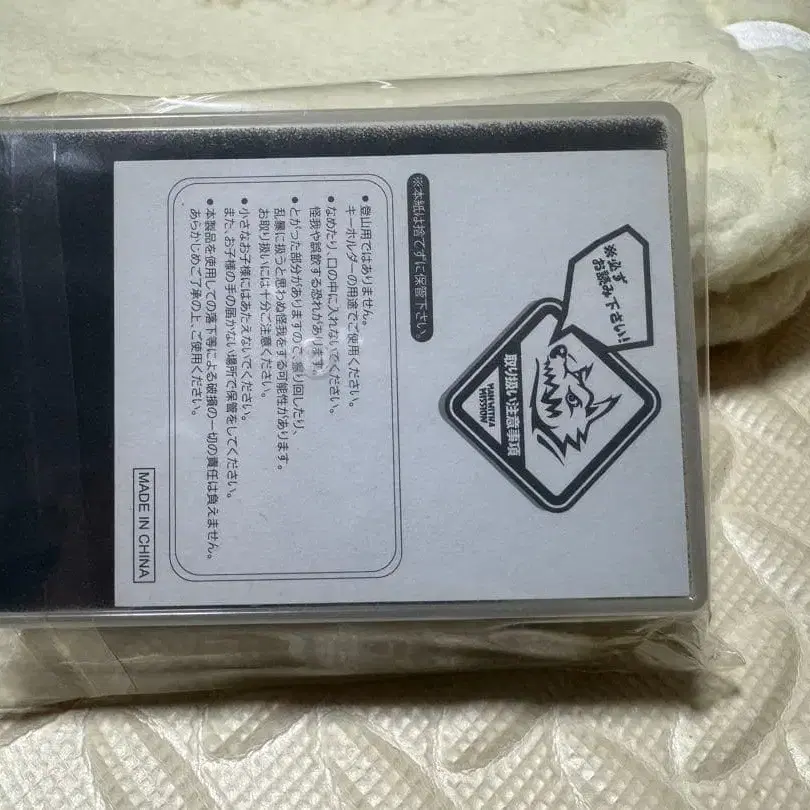 ※必ず
お読み下さい!
取り扱い注意事項
MAN WITH A
MISSION
※本紙は捨てずに保管下さい
●登山用ではありません。
キーホルダーの用途でご使用ください。
●なめたり、口の中に入れないでください。
怪我や誤飲する恐れがあります。
●とがった部分がありますので、振り回したり、
乱暴に扱うと思わぬ怪我をする可能性があります。
お取り扱いには十分ご注意ください。
●小さなお子様にはあたえないでください。
また、お子様の手の届かない場所で保管をしてください。
●本製品を使用しての落下等による破損の一切の責任は負えません。
あらかじめご了承の上、ご使用ください。
MADE IN CHINA